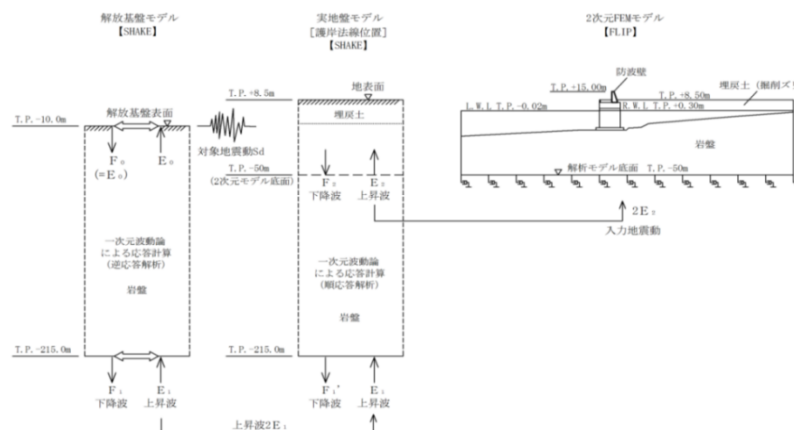 解放基盤モデル
【SHAKE】
T.P.-10.0m
解放基盤表面
F₀
(=E₀)
E₀
一次元波動論
による応答計算
(逆応答解析)
岩盤
T.P.-215.0m
F₁
下降波
E₁
上昇波
実地盤モデル
[護岸法線位置]
【SHAKE】
T.P.+8.5m
地表面
埋戻土
対象地震動Sd
T.P.-50m
(2次元モデル底面)
下降波
上昇波
一次元波動論
による応答計算
(順応答解析)
岩盤
T.P.-215.0m
F₁'
下降波
E₁
上昇波
上昇波2E₁
2次元FEMモデル
【FLIP】
防波壁
T.P.+15.00m
T.P.+8.50m
埋戻土(掘削ズリ
L.W.L T.P.-0.02m
R.W.L T.P.+0.30m
岩盤
解析モデル底面 T.P.-50m
入力地震動